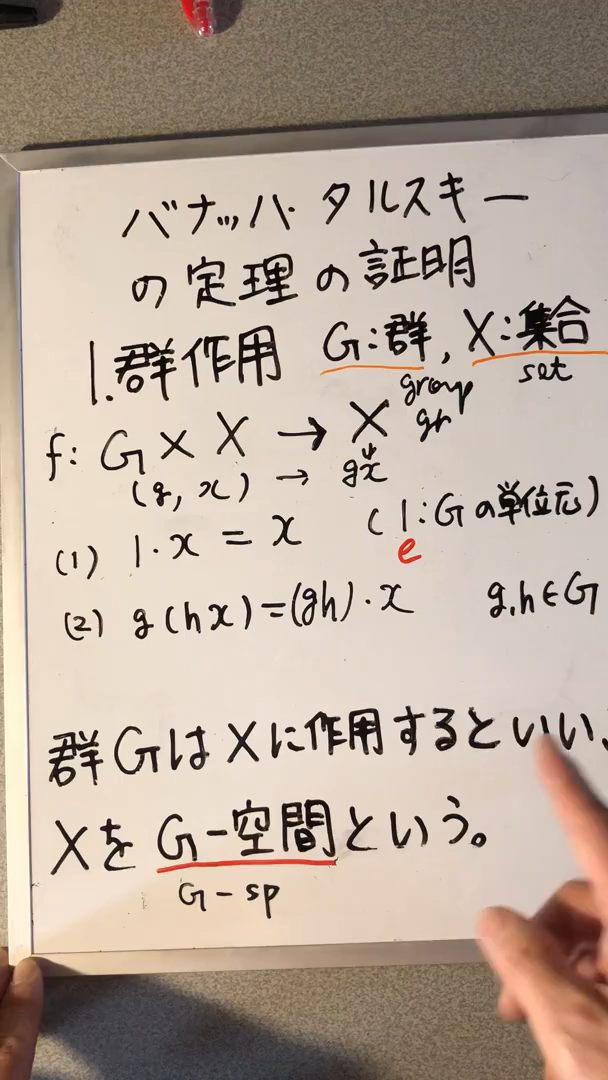 バナッハ・タルスキー
の定理の証明
1.群作用 G:群, X:集合
group set
gr
f: G × X → X
(g, x) → gx
(1) 1・x = x (1:Gの単位元)
e
(2) g(hx)=(gh)・x g,h∈G
群GはXに作用するといい、
XをG-空間という。
G-sp